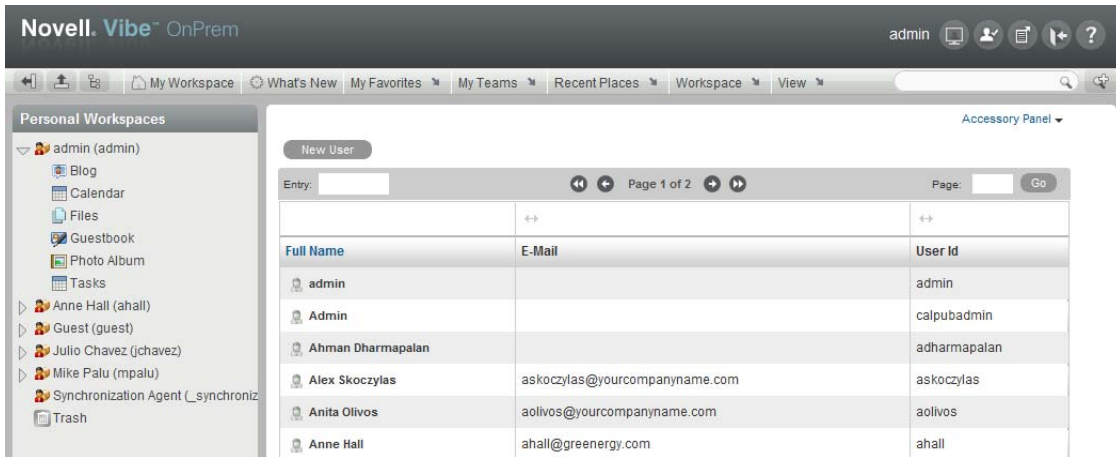 Novell. Vibe™ OnPrem
admin
?
My Workspace What's New My Favorites My Teams Recent Places Workspace View
Personal Workspaces
admin (admin)
Blog
Calendar
Files
Guestbook
Photo Album
Tasks
Anne Hall (ahall)
Guest (guest)
Julio Chavez (jchavez)
Mike Palu (mpalu)
Synchronization Agent (_synchroniz
Trash
Accessory Panel
New User
Entry: Page 1 of 2 Page: Go
Full Name E-Mail User Id
admin admin
Admin calpubadmin
Ahman Dharmapalan adharmapalan
Alex Skoczylas askoczylas@yourcompanyname.com askoczylas
Anita Olivos aolivos@yourcompanyname.com aolivos
Anne Hall ahall@greenergy.com ahall